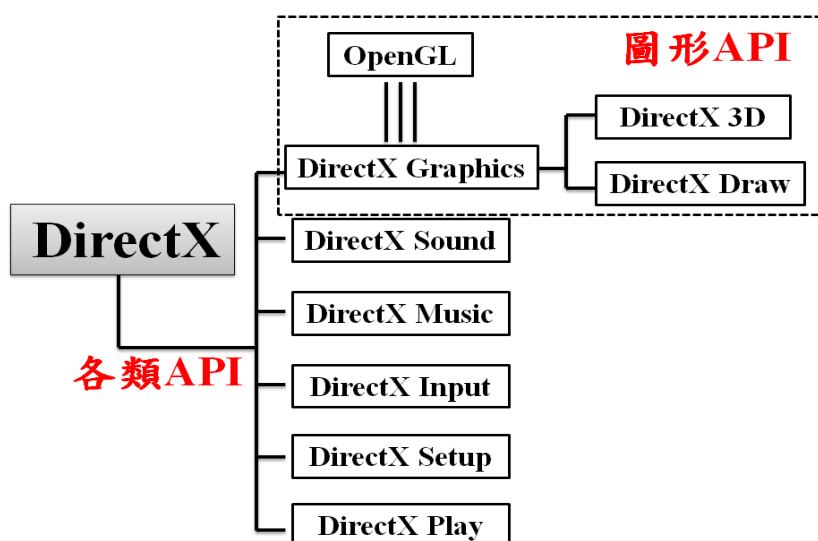 OpenGL
圖形API
DirectX 3D
DirectX Graphics
DirectX Draw
DirectX
DirectX Sound
DirectX Music
各類API
DirectX Input
DirectX Setup
DirectX Play